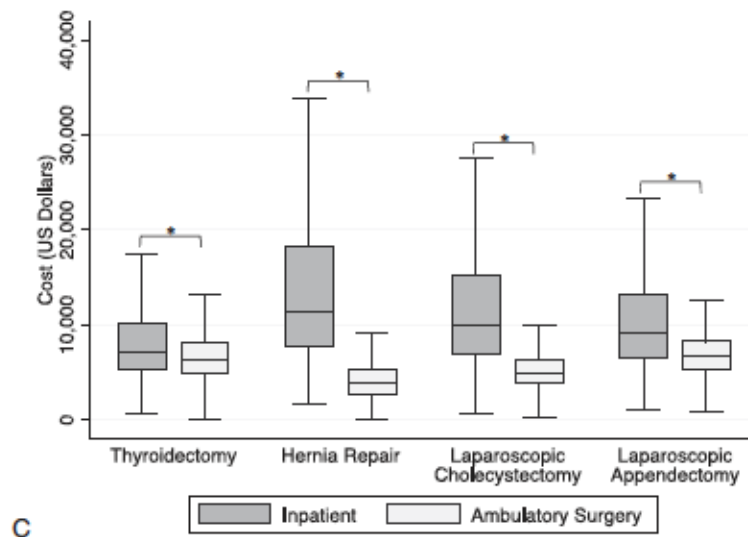 Cost (US Dollars)
40,000
30,000
20,000
10,000
0
*
*
*
*
Thyroidectomy
Hernia Repair
Laparoscopic
Cholecystectomy
Laparoscopic
Appendectomy
Inpatient
Ambulatory Surgery
C